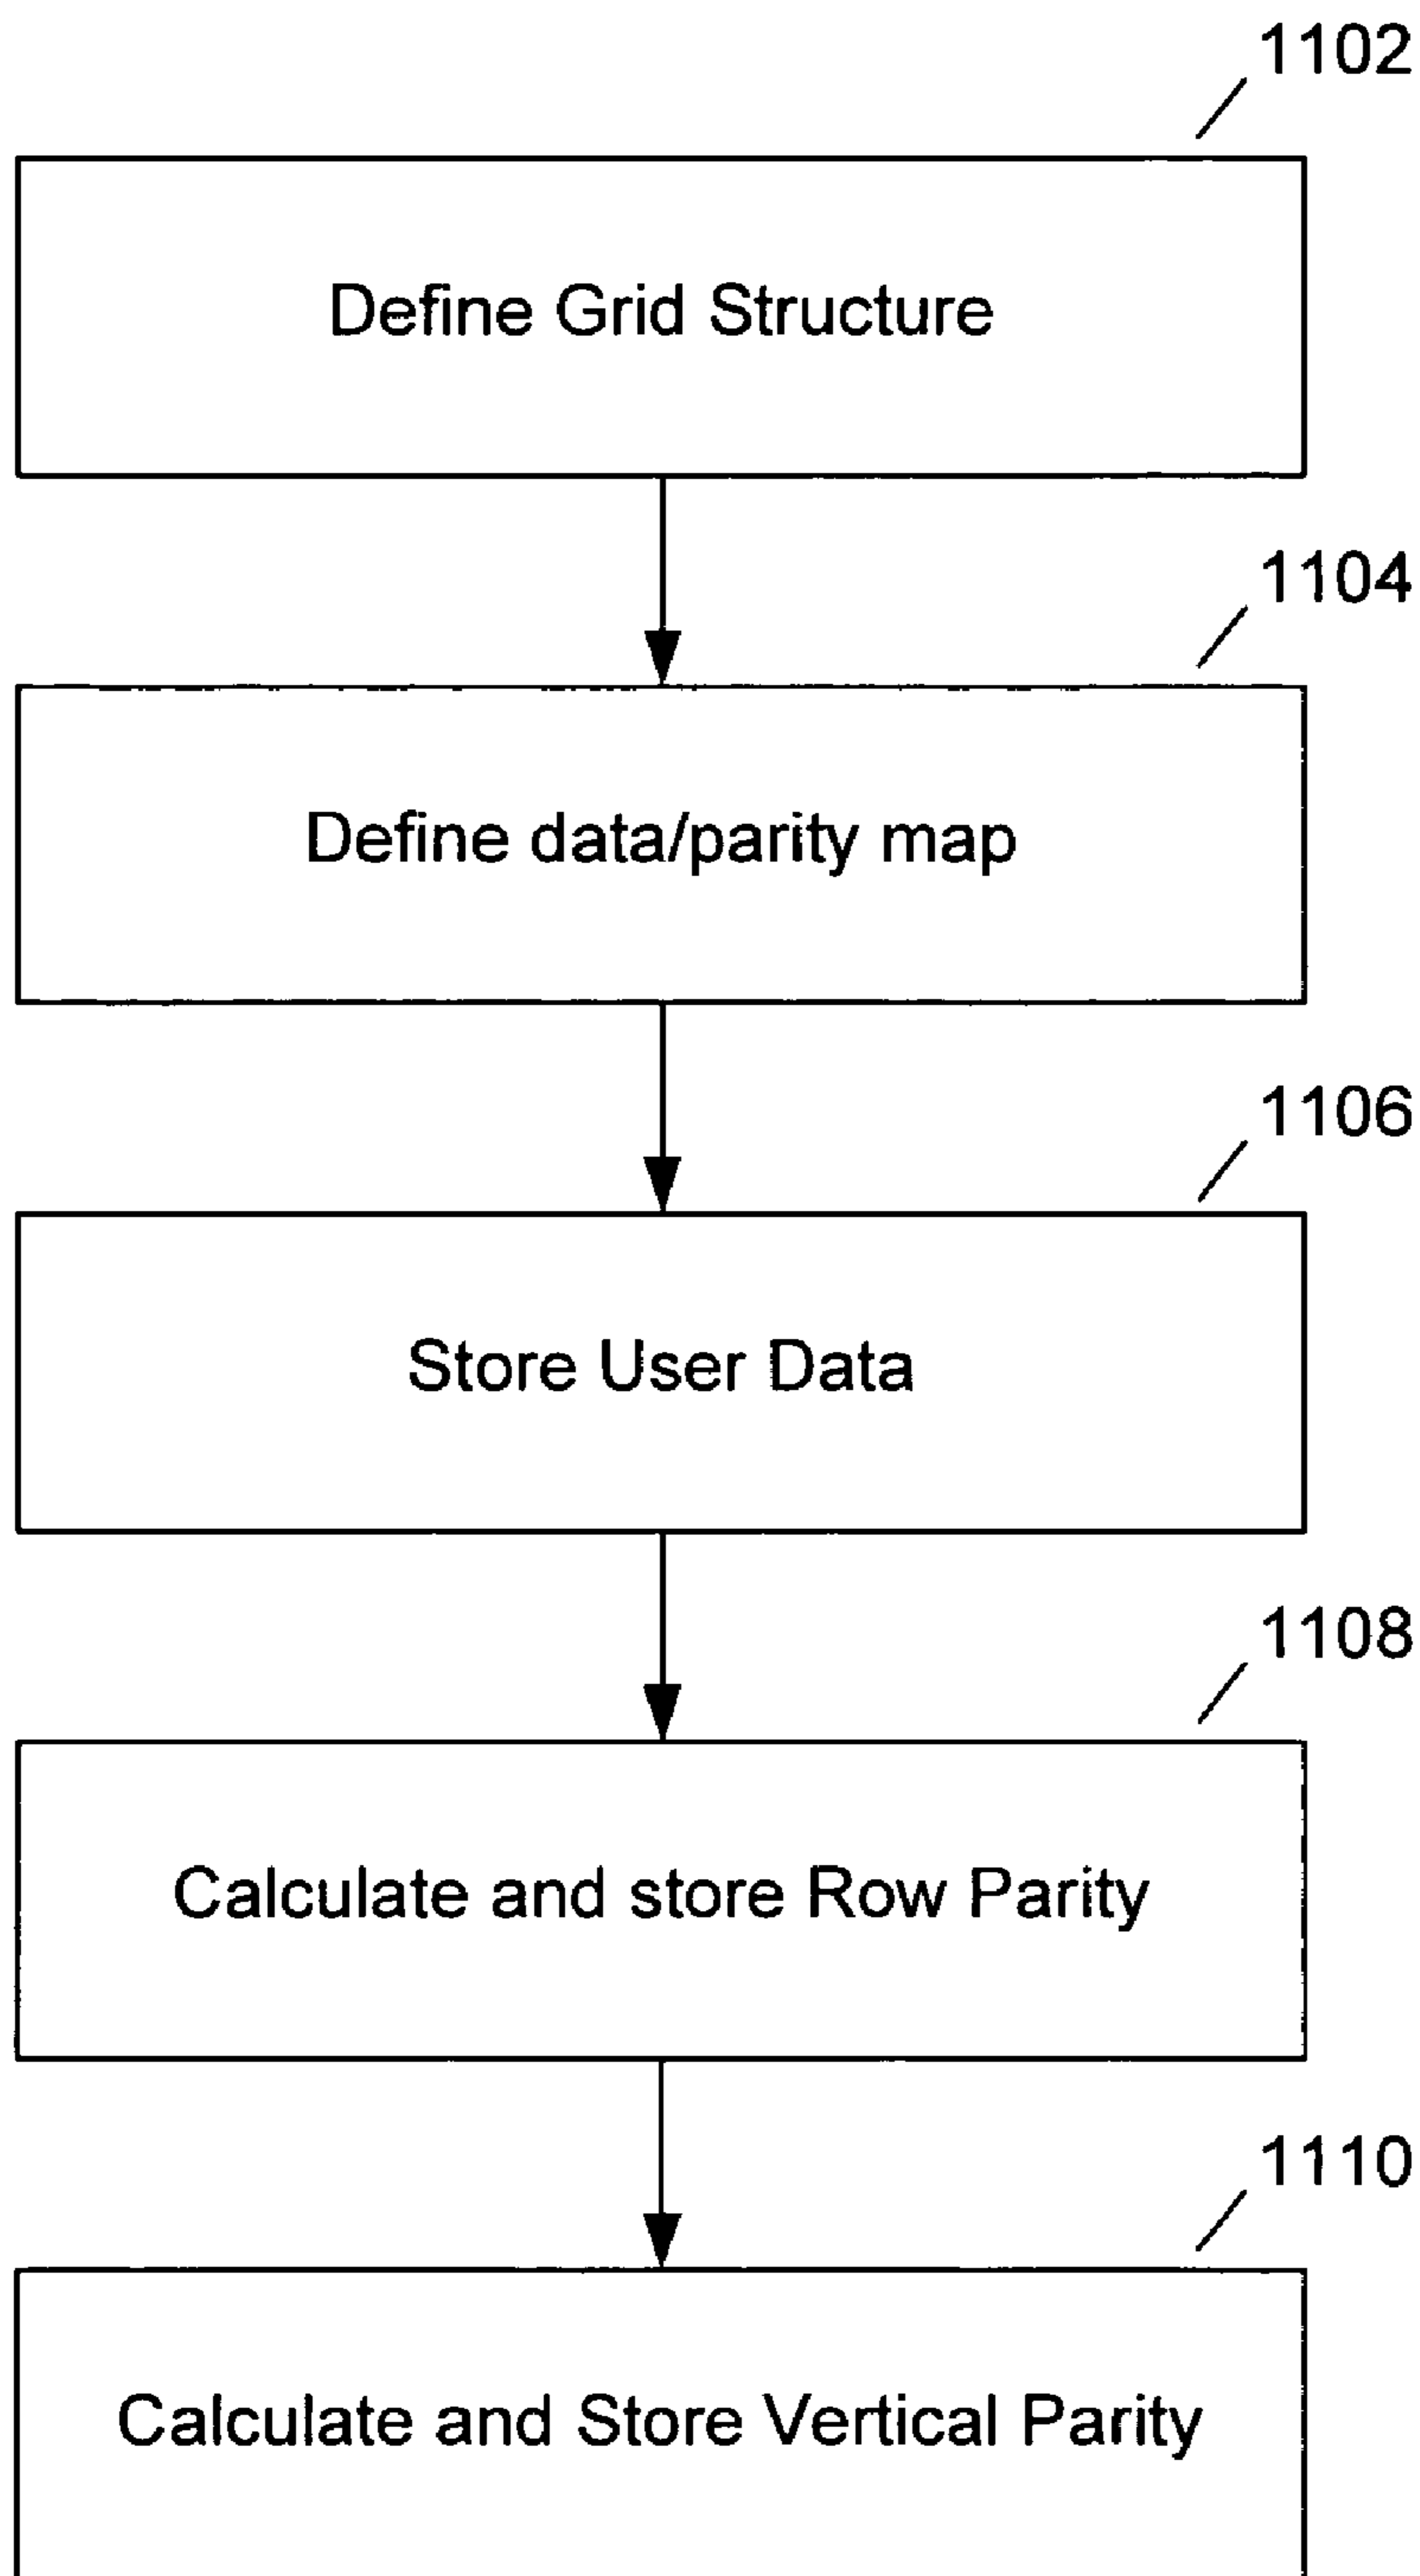 1102
Define Grid Structure
1104
Define data/parity map
1106
Store User Data
1108
Calculate and store Row Parity
1110
Calculate and Store Vertical Parity